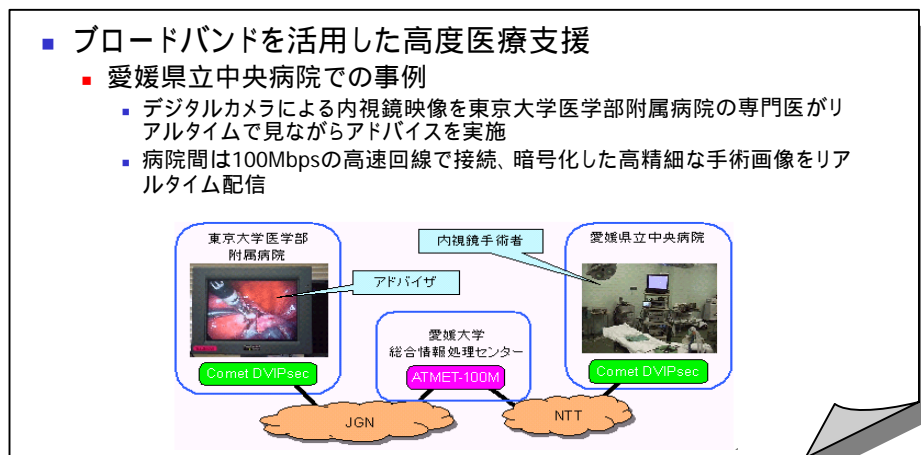 ブロードバンドを活用した高度医療支援
愛媛県立中央病院での事例
デジタルカメラによる内視鏡映像を東京大学医学部附属病院の専門医がリ
アルタイムで見ながらアドバイスを実施
病院間は100Mbpsの高速回線で接続、暗号化した高精細な手術画像をリア
ルタイム配信
東京大学医学部
附属病院
内視鏡手術者
愛媛県立中央病院
アドバイザ
愛媛大学
総合情報処理センター
Comet DVIPsec
ATMET-100M
Comet DVIPsec
JGN
NTT